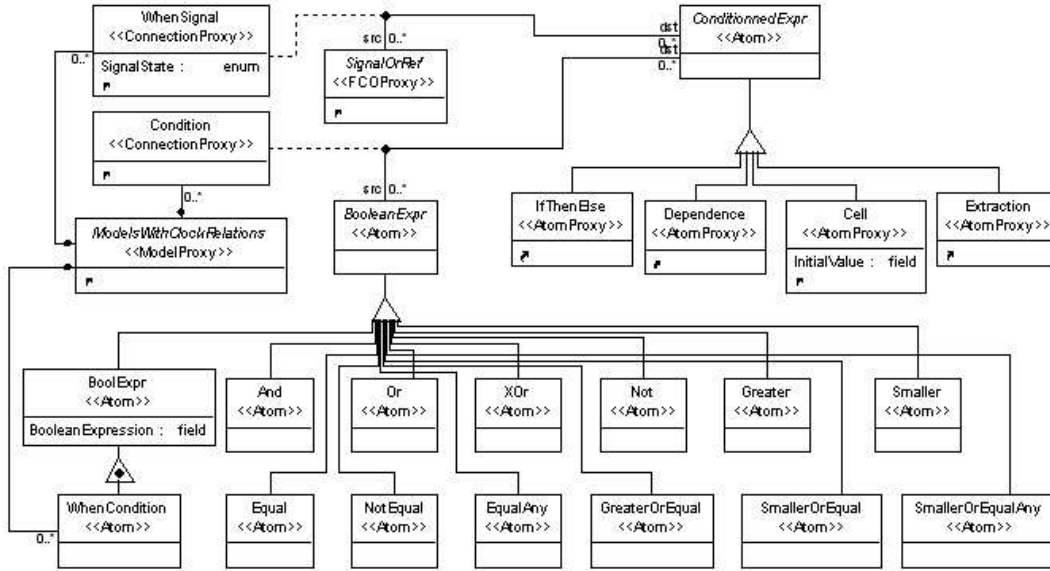 WhenSignal
<<ConnectionProxy>>
SignalState : enum
0..*
src 0..*
SignalOrRef
<<FCOProxy>>
dst
0..*
dst
0..*
ConditionnedExpr
<<Atom>>
Condition
<<ConnectionProxy>>
0..*
ModelsWithClockRelations
<<ModelProxy>>
src 0..*
BooleanExpr
<<Atom>>
IfThenElse
<<AtomProxy>>
Dependence
<<AtomProxy>>
Cell
<<AtomProxy>>
InitialValue : field
Extraction
<<AtomProxy>>
BoolExpr
<<Atom>>
BooleanExpression : field
And
<<Atom>>
Or
<<Atom>>
XOr
<<Atom>>
Not
<<Atom>>
Greater
<<Atom>>
Smaller
<<Atom>>
WhenCondition
<<Atom>>
0..*
Equal
<<Atom>>
NotEqual
<<Atom>>
EqualAny
<<Atom>>
GreaterOrEqual
<<Atom>>
SmallerOrEqual
<<Atom>>
SmallerOrEqualAny
<<Atom>>